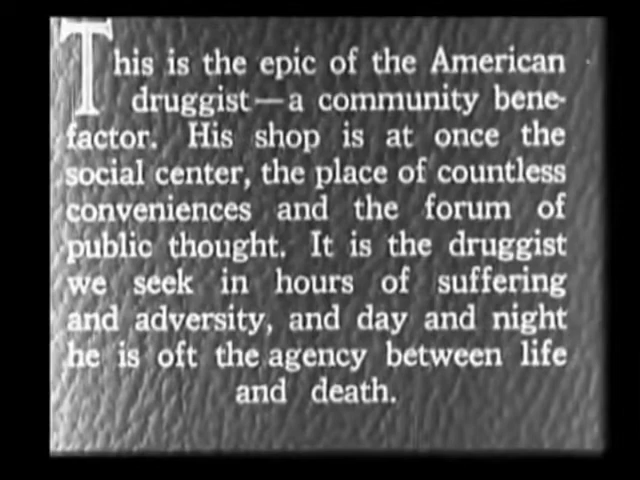 This is the epic of the American
druggist—a community bene-
factor. His shop is at once the
social center, the place of countless
conveniences and the forum of
public thought. It is the druggist
we seek in hours of suffering
and adversity, and day and night
he is oft the agency between life
and death.